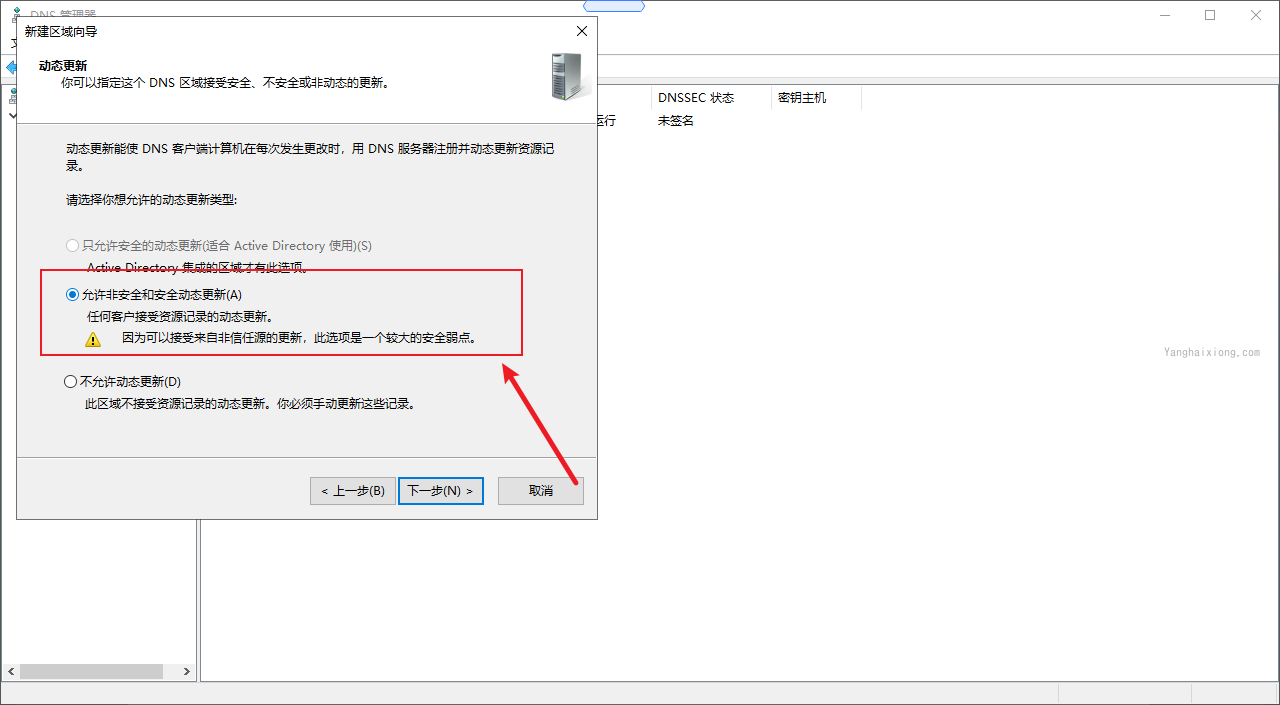 DNS 管理器
新建区域向导
动态更新
你可以指定这个 DNS 区域接受安全、不安全或非动态的更新。
DNSSEC 状态
密钥主机
运行
未签名
动态更新能使 DNS 客户端计算机在每次发生更改时，用 DNS 服务器注册并动态更新资源记
录。
请选择你想允许的动态更新类型:
只允许安全的动态更新(适合 Active Directory 使用)(S)
Active Directory 集成的区域才有此选项。
允许非安全和安全动态更新(A)
任何客户接受资源记录的动态更新。
因为可以接受来自非信任源的更新，此选项是一个较大的安全弱点。
Yanghaixiong.com
不允许动态更新(D)
此区域不接受资源记录的动态更新。你必须手动更新这些记录。
< 上一步(B)
下一步(N) >
取消